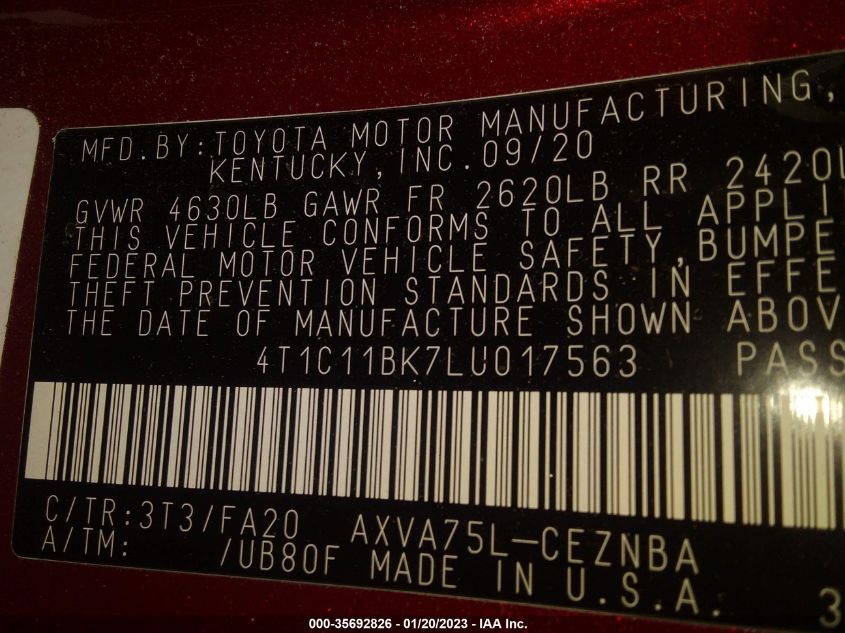 MFD.BY:TOYOTA MOTOR MANUFACTURING,
KENTUCKY,INC.09/20
GVWR 4630LB GAWR FR 2620LB RR 2420L
THIS VEHICLE CONFORMS TO ALL APPLI
FEDERAL MOTOR VEHICLE SAFETY,BUMPE
THEFT PREVENTION STANDARDS IN EFFE
THE DATE OF MANUFACTURE SHOWN ABOV
4T1C11BK7LU017563 PASS
C/TR:3T3/FA20 AXVA75L-CEZNBA
A/TM: /UB80F MADE IN U.S.A. 3
000-35692826 - 01/20/2023 - IAA Inc.